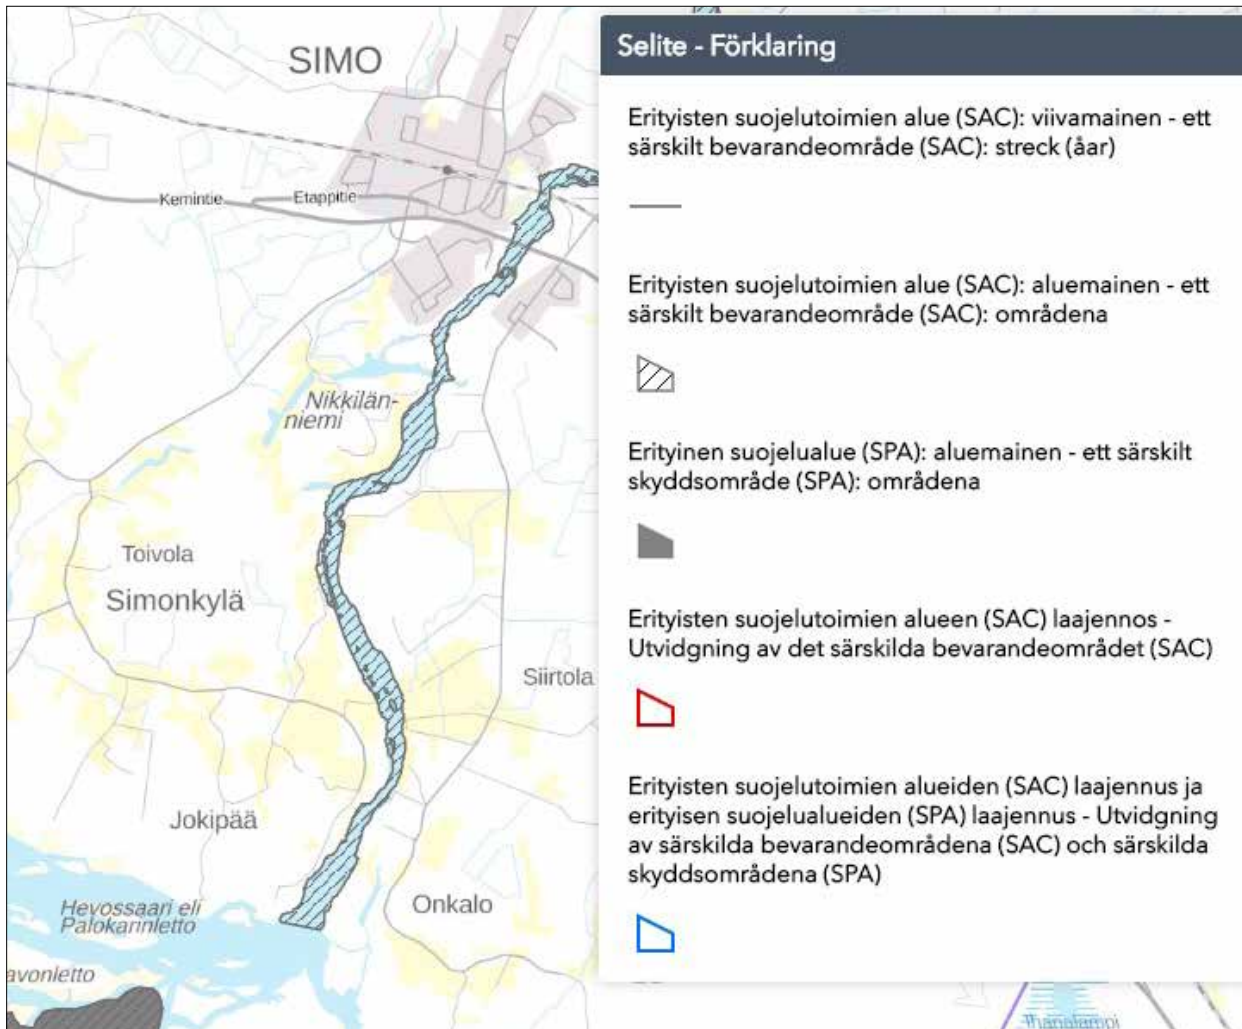 SIMO
Kemintie
Etappitie
Nikkilän-
niemi
Toivola
Simonkylä
Siirtola
Jokipää
Onkalo
Hevossaari eli
Palokarinletto
avonletto
Selite - Förklaring
Erityisten suojelutoimien alue (SAC): viivamainen - ett
särskilt bevarandeområde (SAC): streck (åar)
Erityisten suojelutoimien alue (SAC): aluemainen - ett
särskilt bevarandeområde (SAC): områdena
Erityinen suojelualue (SPA): aluemainen - ett särskilt
skyddsområde (SPA): områdena
Erityisten suojelutoimien alueen (SAC) laajennos -
Utvidgning av det särskilda bevarandeområdet (SAC)
Erityisten suojelutoimien alueiden (SAC) laajennus ja
erityisen suojelualueiden (SPA) laajennus - Utvidgning
av särskilda bevarandeområdena (SAC) och särskilda
skyddsområdena (SPA)